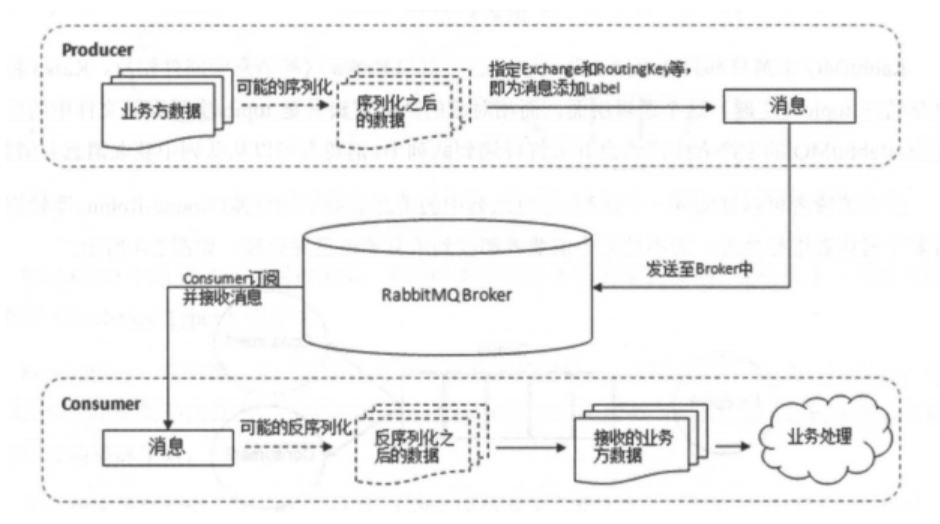 Producer
业务方数据
可能的序列化
序列化之后
的数据
指定Exchange和RoutingKey等,
即为消息添加Label
消息
Consumer订阅
并接收消息
RabbitMQ Broker
发送至Broker中
Consumer
消息
可能的反序列化
反序列化之
后的数据
接收的业务
方数据
业务处理